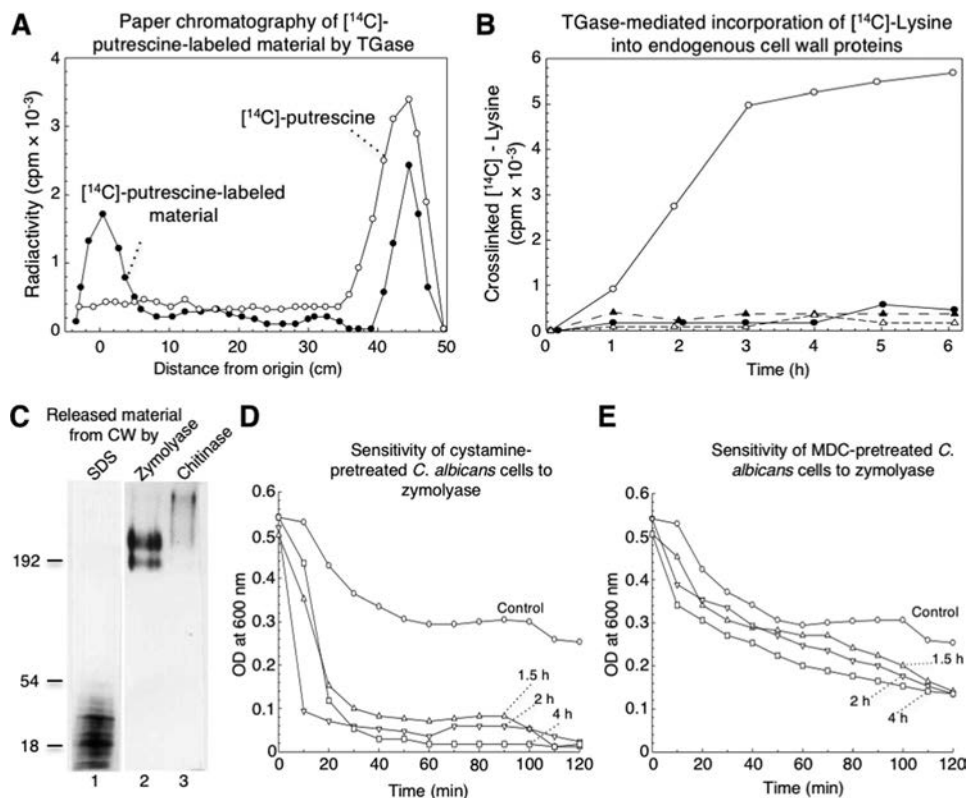 A
Paper chromatography of [¹⁴C]-
putrescine-labeled material by TGase
Radiactivity (cpm × 10⁻³)
3
2
1
0
[¹⁴C]-putrescine
[¹⁴C]-putrescine-labeled
material
0 10 20 30 40 50
Distance from origin (cm)
B
TGase-mediated incorporation of [¹⁴C]-Lysine
into endogenous cell wall proteins
Crosslinked [¹⁴C] - Lysine
(cpm × 10⁻³)
6
5
4
3
2
1
0
0 1 2 3 4 5 6
Time (h)
C
Released material
from CW by
SDS
Zymolyase
Chitinase
192
54
18
1 2 3
D
Sensitivity of cystamine-
pretreated C. albicans cells to
zymolyase
OD at 600 nm
0.6
0.5
0.4
0.3
0.2
0.1
0
Control
1.5 h
2 h
4 h
0 20 40 60 80 100 120
Time (min)
E
Sensitivity of MDC-pretreated C.
albicans cells to zymolyase
OD at 600 nm
0.6
0.5
0.4
0.3
0.2
0.1
0
Control
1.5 h
2 h
4 h
0 20 40 60 80 100 120
Time (min)